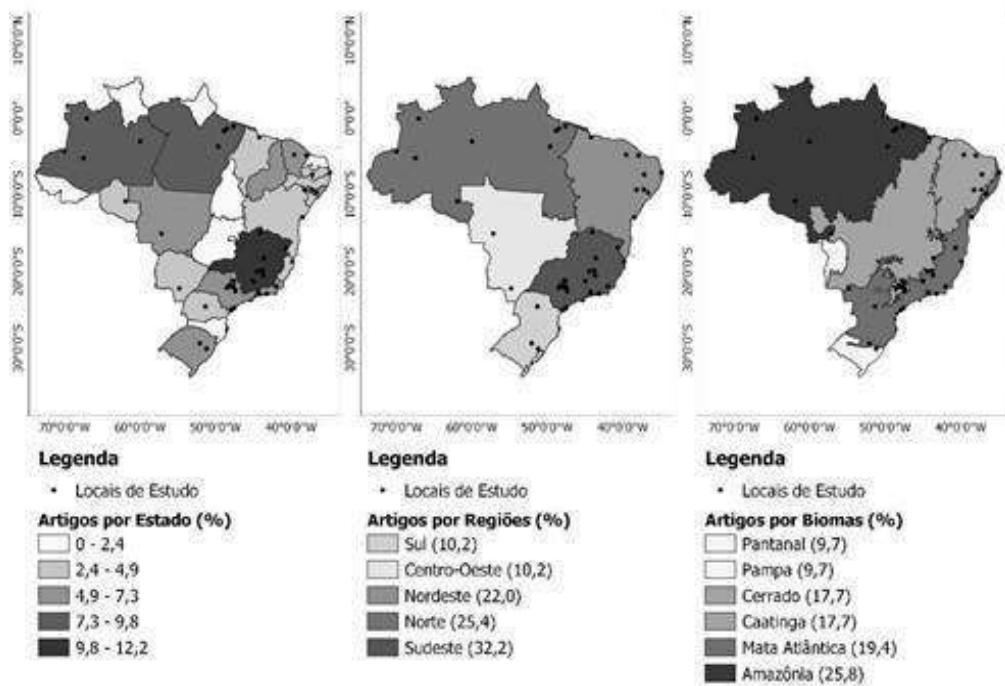 10°0'0"N
0°0'0"
10°0'0"S
20°0'0"S
30°0'0"S
70°0'0"W 60°0'0"W 50°0'0"W 40°0'0"W
Legenda
• Locais de Estudo
Artigos por Estado (%)
0 - 2,4
2,4 - 4,9
4,9 - 7,3
7,3 - 9,8
9,8 - 12,2
10°0'0"N
0°0'0"
10°0'0"S
20°0'0"S
30°0'0"S
70°0'0"W 60°0'0"W 50°0'0"W 40°0'0"W
Legenda
• Locais de Estudo
Artigos por Regiões (%)
Sul (10,2)
Centro-Oeste (10,2)
Nordeste (22,0)
Norte (25,4)
Sudeste (32,2)
10°0'0"N
0°0'0"
10°0'0"S
20°0'0"S
30°0'0"S
70°0'0"W 60°0'0"W 50°0'0"W 40°0'0"W
Legenda
• Locais de Estudo
Artigos por Biomas (%)
Pantanal (9,7)
Pampa (9,7)
Cerrado (17,7)
Caatinga (17,7)
Mata Atlântica (19,4)
Amazônia (25,8)